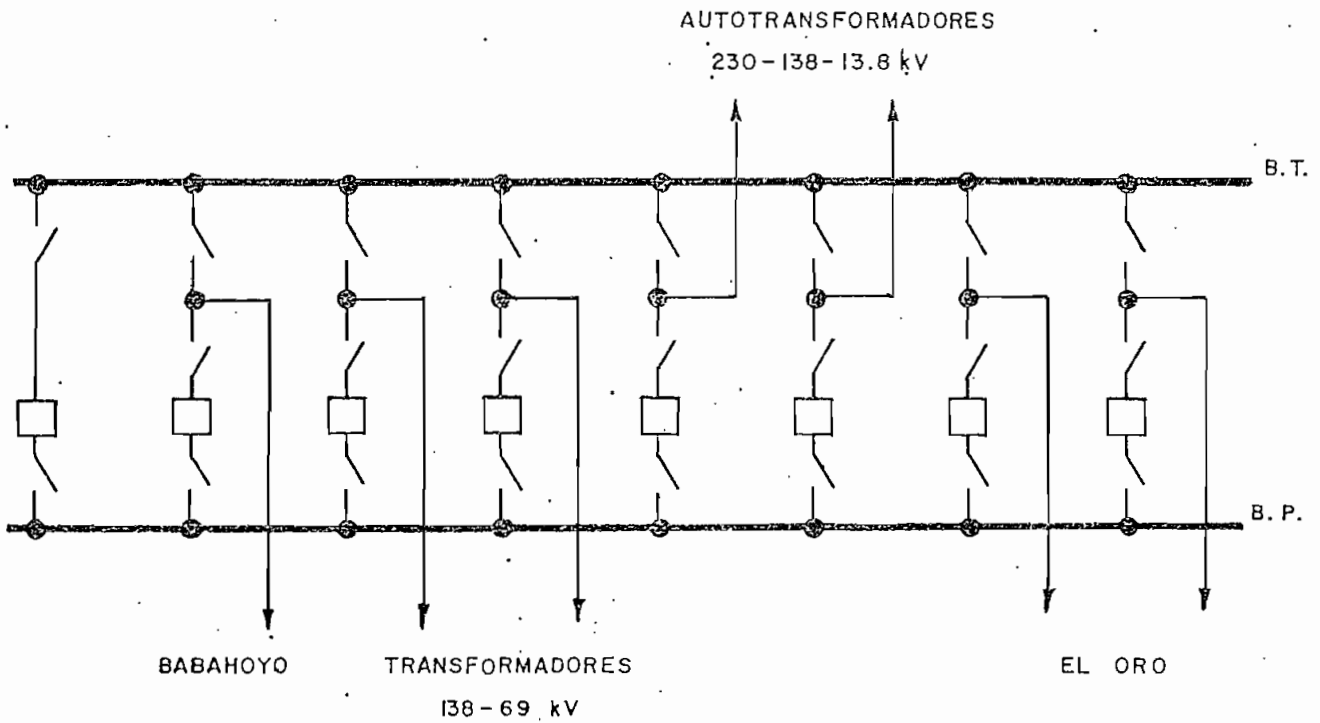 AUTOTRANSFORMADORES
230-138-13.8 kV
B.T.
B.P.
BABAHOYO
TRANSFORMADORES
138-69 kV
EL ORO